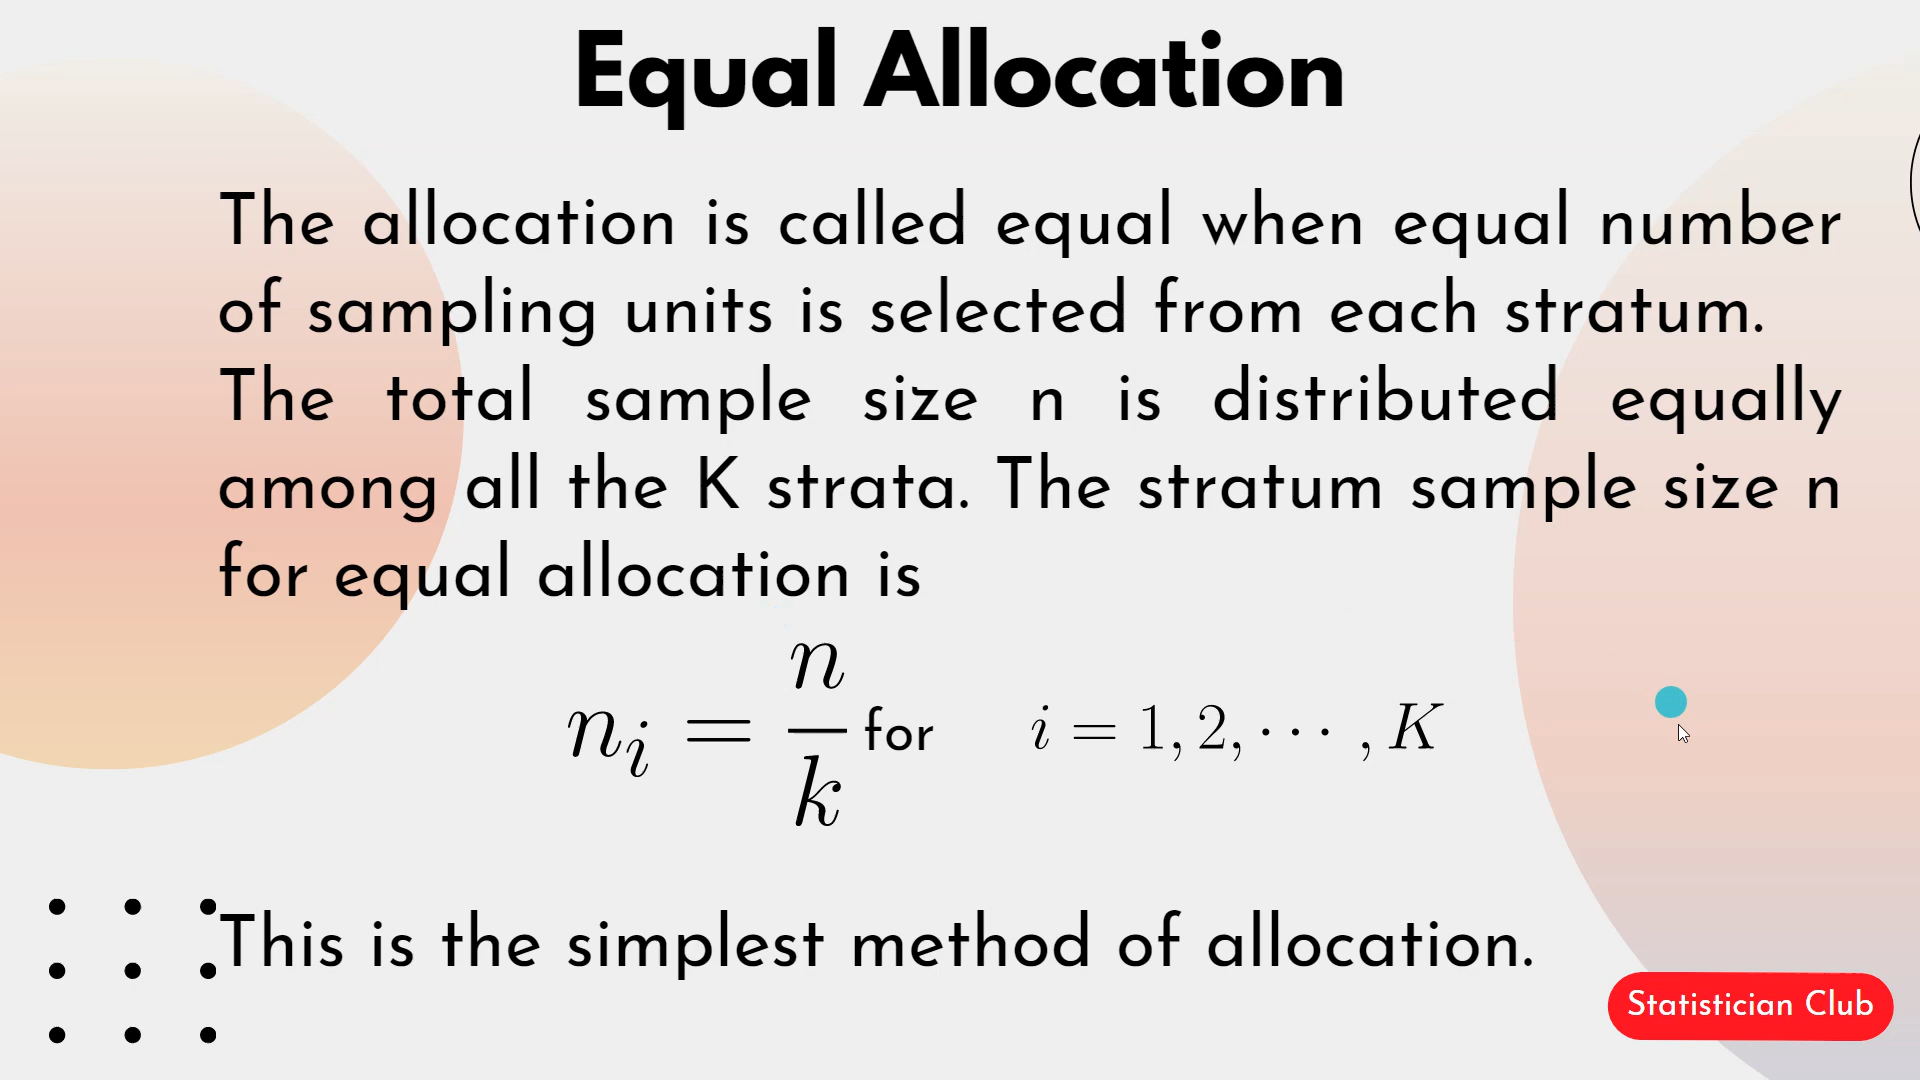 Equal Allocation
The allocation is called equal when equal number
of sampling units is selected from each stratum.
The total sample size n is distributed equally
among all the K strata. The stratum sample size n
for equal allocation is
n_i = n/k for i = 1, 2, ⋯ , K
This is the simplest method of allocation.
Statistician Club